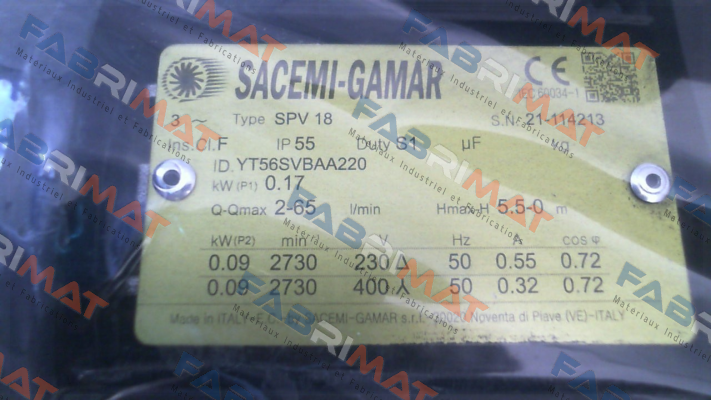 SACEMI-GAMAR
CE
IEC 60034-1
3 ~ Type SPV 18 S.Nr. 21-114213
Ins.Cl. F IP 55 Duty S1 µF
ID. YT56SVBAA220
kW (P1) 0.17
Q-Qmax 2-65 l/min Hmax-H 5.5-0 m
kW(P2) min V Hz A cos φ
0.09 2730 230 50 0.55 0.72
0.09 2730 400 50 0.32 0.72
Made in ITALY SACEMI-GAMAR s.r.l. 30020 Noventa di Piave (VE)-ITALY
FABRIMAT
Materiaux Industriel et Fabrications